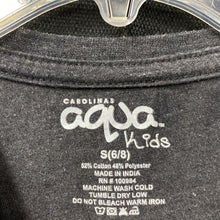 CAROLINAS
aqua
Kids
S(6/8)
52% Cotton 48% Polyester
MADE IN INDIA
RN # 100984
MACHINE WASH COLD
TUMBLE DRY LOW
DO NOT BLEACH WARM IRON